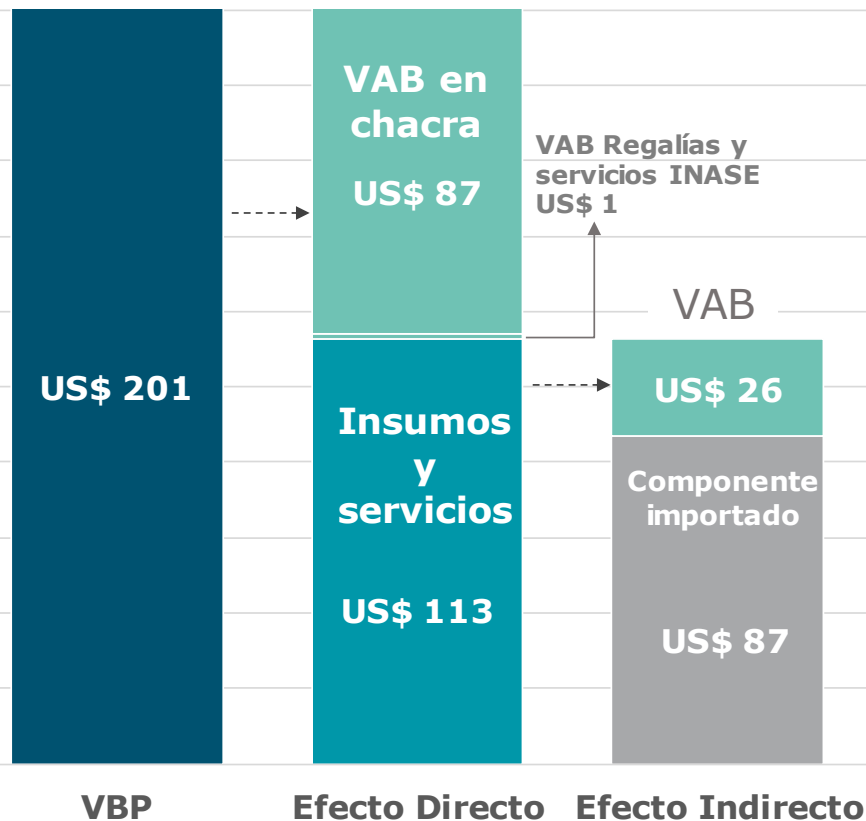 VAB en
chacra
US$ 87
VAB Regalías y
servicios INASE
US$ 1
VAB
US$ 201
US$ 26
Insumos
y
servicios
Componente
importado
US$ 113
US$ 87
VBP
Efecto Directo
Efecto Indirecto